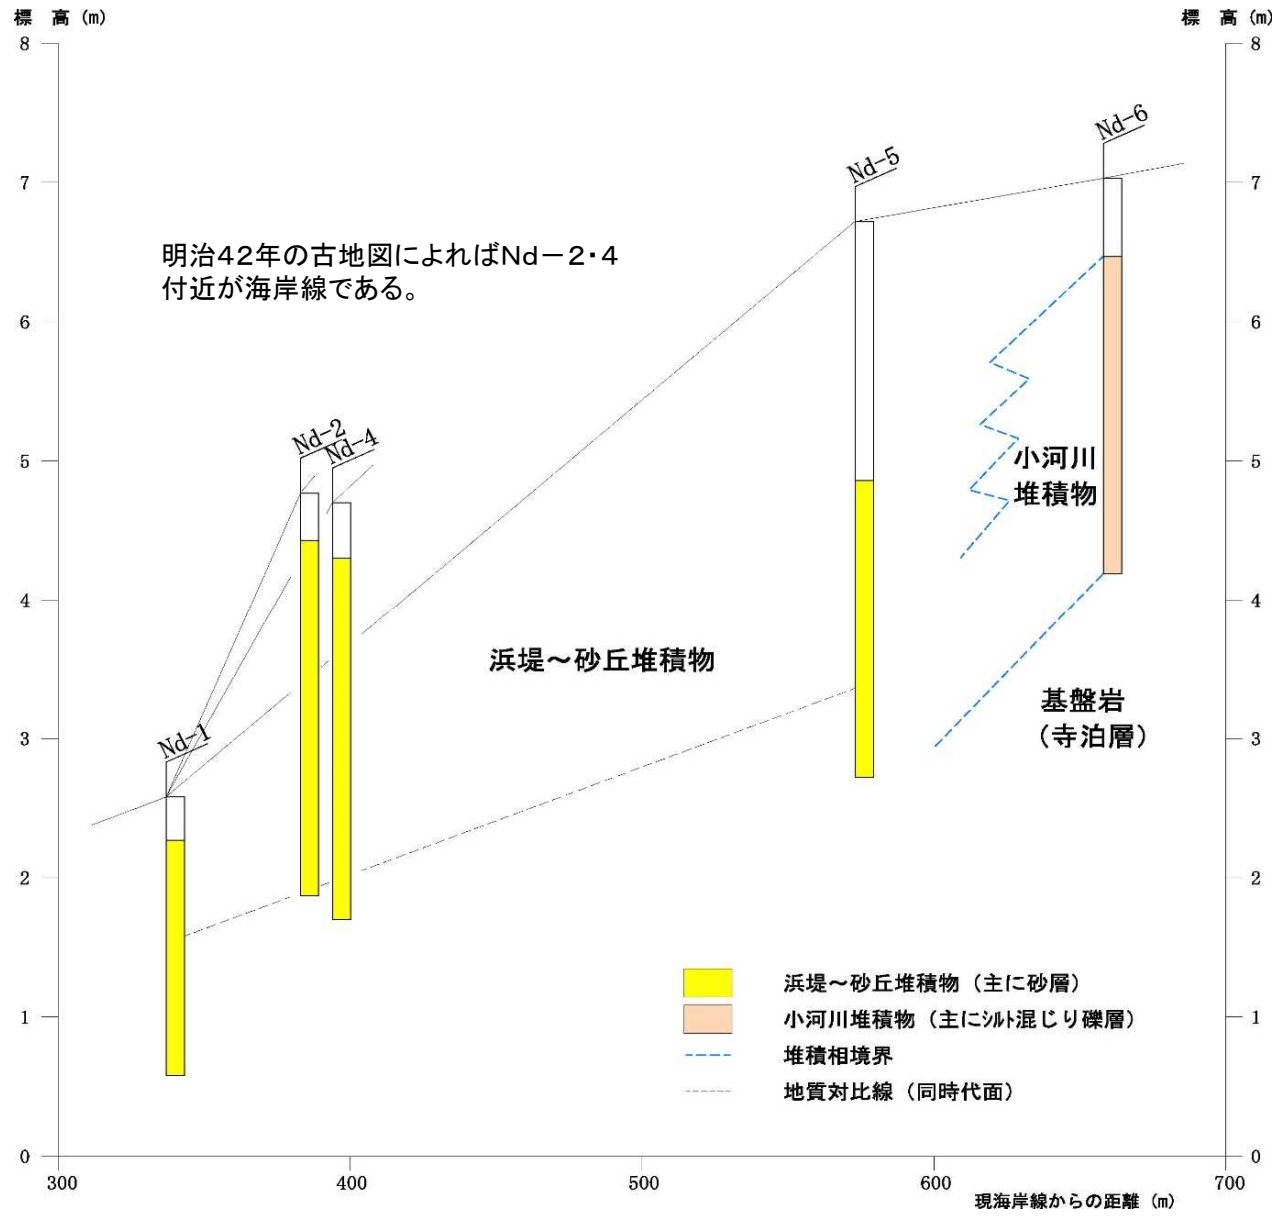 標 高 (m)
標 高 (m)
8
8
Nd-6
Nd-5
7
7
明治42年の古地図によればNd－2・4
付近が海岸線である。
6
6
Nd-2
Nd-4
5
5
小河川
堆積物
4
4
浜堤～砂丘堆積物
基盤岩
(寺泊層)
3
3
Nd-1
2
2
浜堤～砂丘堆積物 (主に砂層)
1
1
小河川堆積物 (主にｼﾙﾄ混じり礫層)
堆積相境界
地質対比線 (同時代面)
0
0
300
400
500
600
700
現海岸線からの距離 (m)